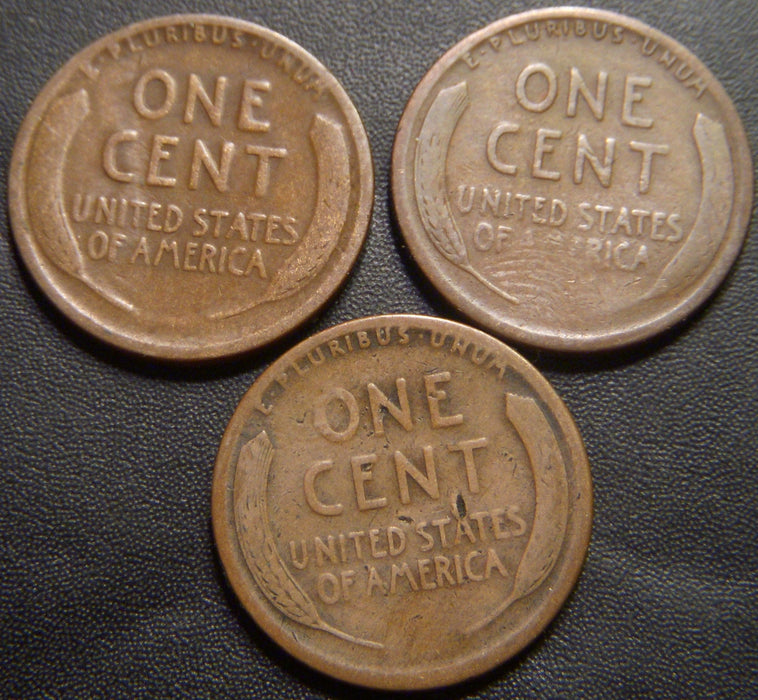 E·PLURIBUS·UNUM
ONE
CENT
UNITED STATES
OF AMERICA
E·PLURIBUS·UNUM
ONE
CENT
UNITED STATES
OF AMERICA
E·PLURIBUS·UNUM
ONE
CENT
UNITED STATES
OF AMERICA